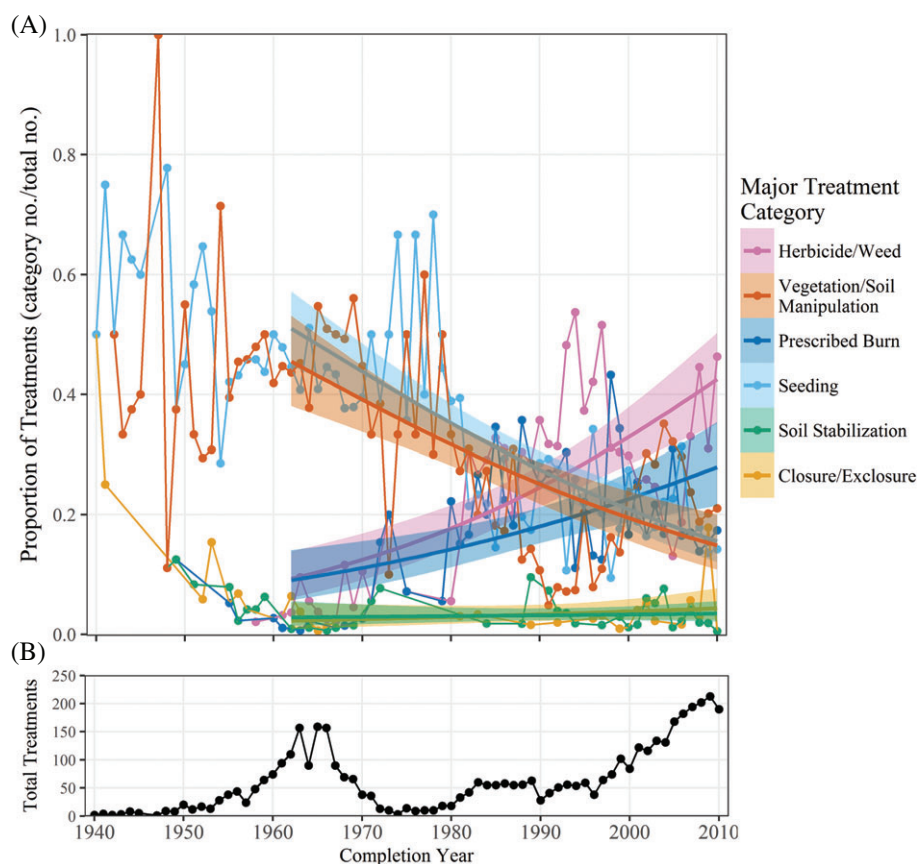 (A)
Proportion of Treatments (category no./total no.)
1.0
0.8
0.6
0.4
0.2
0.0
Major Treatment
Category
Herbicide/Weed
Vegetation/Soil
Manipulation
Prescribed Burn
Seeding
Soil Stabilization
Closure/Exclosure
(B)
Total Treatments
250
200
150
100
50
0
1940 1950 1960 1970 1980 1990 2000 2010
Completion Year